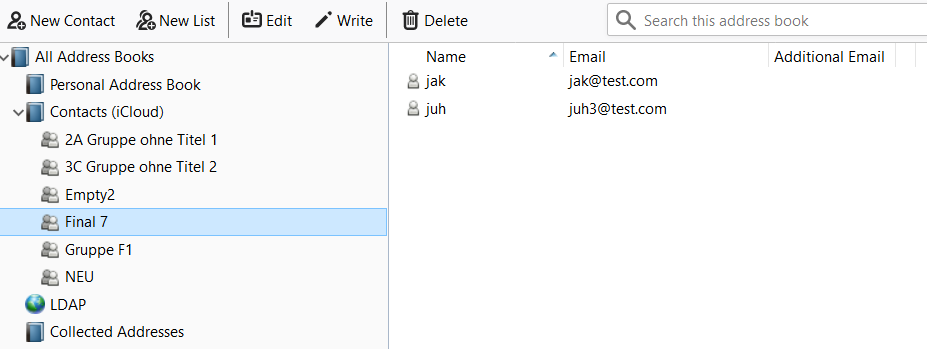 New Contact New List Edit Write Delete Search this address book
All Address Books
Personal Address Book
Contacts (iCloud)
2A Gruppe ohne Titel 1
3C Gruppe ohne Titel 2
Empty2
Final 7
Gruppe F1
NEU
LDAP
Collected Addresses
Name Email Additional Email
jak jak@test.com
juh juh3@test.com